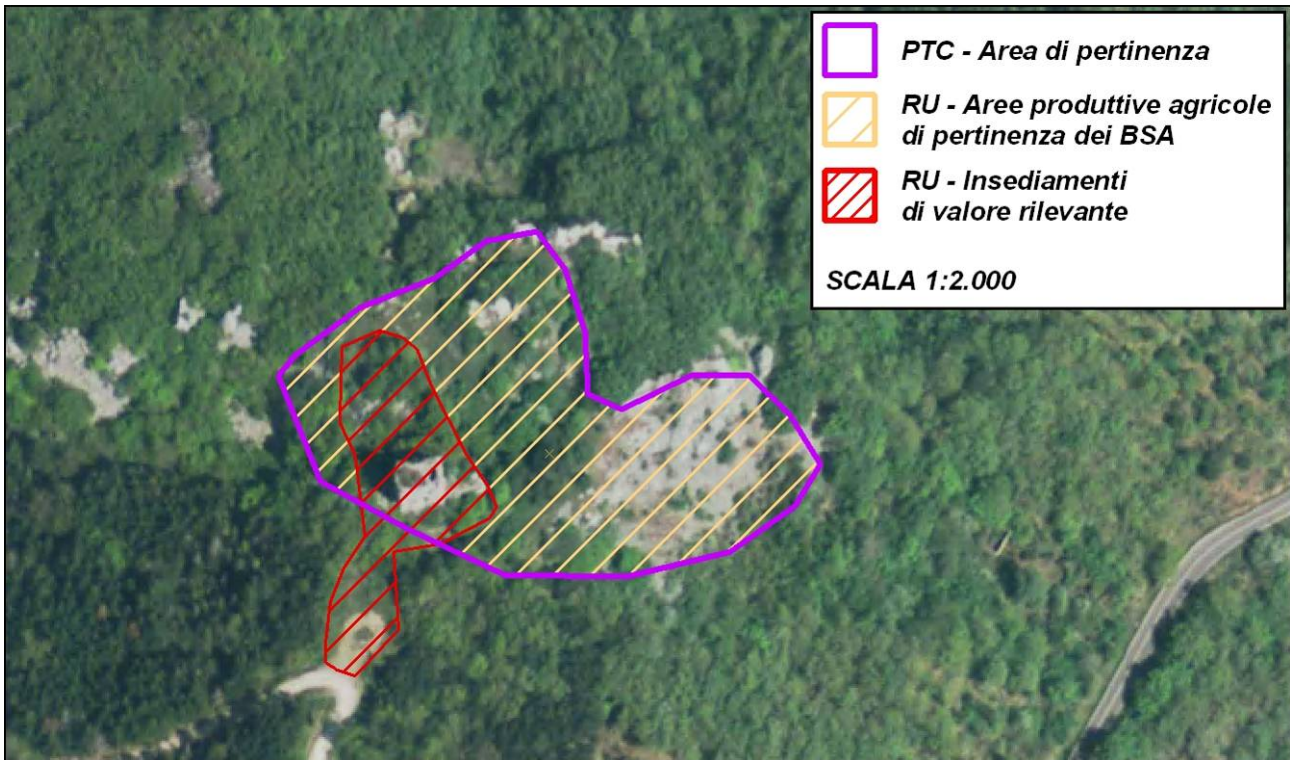 PTC - Area di pertinenza
RU - Aree produttive agricole
di pertinenza dei BSA
RU - Insediamenti
di valore rilevante
SCALA 1:2.000